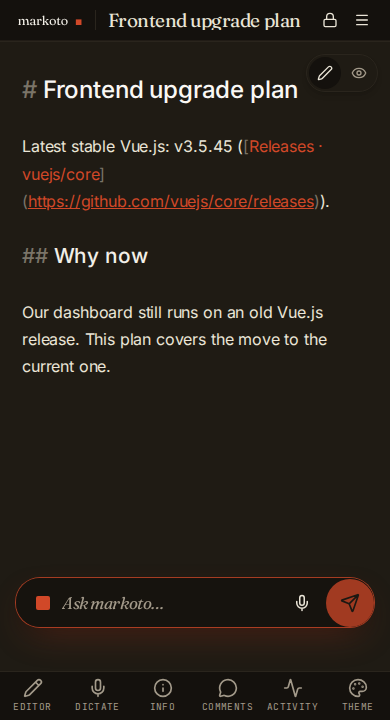 markoto
Frontend upgrade plan
# Frontend upgrade plan
Latest stable Vue.js: v3.5.45 ([Releases ·
vuejs/core]
(https://github.com/vuejs/core/releases)).
## Why now
Our dashboard still runs on an old Vue.js
release. This plan covers the move to the
current one.
Ask markoto...
EDITOR
DICTATE
INFO
COMMENTS
ACTIVITY
THEME